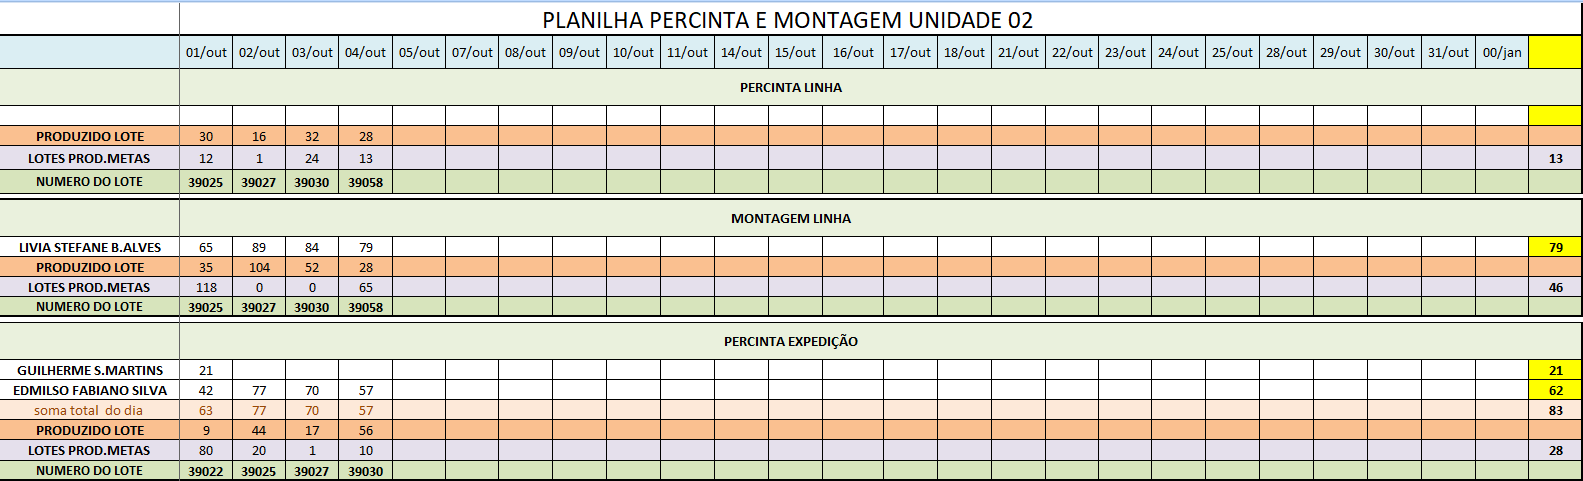 PLANILHA PERCINTA E MONTAGEM UNIDADE 02
01/out 02/out 03/out 04/out 05/out 07/out 08/out 09/out 10/out 11/out 14/out 15/out 16/out 17/out 18/out 21/out 22/out 23/out 24/out 25/out 28/out 29/out 30/out 31/out 00/jan
PERCINTA LINHA
PRODUZIDO LOTE 30 16 32 28
LOTES PROD.METAS 12 1 24 13 13
NUMERO DO LOTE 39025 39027 39030 39058
MONTAGEM LINHA
LIVIA STEFANE B.ALVES 65 89 84 79 79
PRODUZIDO LOTE 35 104 52 28
LOTES PROD.METAS 118 0 0 65 46
NUMERO DO LOTE 39025 39027 39030 39058
PERCINTA EXPEDIÇÃO
GUILHERME S.MARTINS 21 21
EDMILSO FABIANO SILVA 42 77 70 57 62
soma total do dia 63 77 70 57 83
PRODUZIDO LOTE 9 44 17 56
LOTES PROD.METAS 80 20 1 10 28
NUMERO DO LOTE 39022 39025 39027 39030